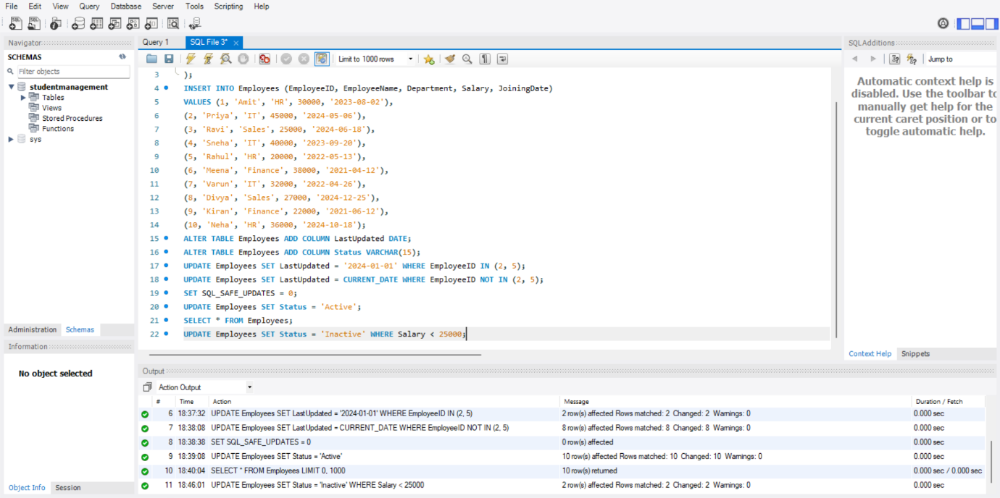 File Edit View Query Database Server Tools Scripting Help
Navigator
SCHEMAS
Filter objects
studentmanagement
Tables
Views
Stored Procedures
Functions
sys
Administration Schemas
Information
No object selected
Object Info Session
Query 1 SQL File 3*
Limit to 1000 rows
3 );
4 INSERT INTO Employees (EmployeeID, EmployeeName, Department, Salary, JoiningDate)
5 VALUES (1, 'Amit', 'HR', 30000, '2023-08-02'),
6 (2, 'Priya', 'IT', 45000, '2024-05-06'),
7 (3, 'Ravi', 'Sales', 25000, '2024-06-18'),
8 (4, 'Sneha', 'IT', 40000, '2023-09-20'),
9 (5, 'Rahul', 'HR', 20000, '2022-05-13'),
10 (6, 'Meena', 'Finance', 38000, '2021-04-12'),
11 (7, 'Varun', 'IT', 32000, '2022-04-26'),
12 (8, 'Divya', 'Sales', 27000, '2024-12-25'),
13 (9, 'Kiran', 'Finance', 22000, '2021-06-12'),
14 (10, 'Neha', 'HR', 36000, '2024-10-18');
15 ALTER TABLE Employees ADD COLUMN LastUpdated DATE;
16 ALTER TABLE Employees ADD COLUMN Status VARCHAR(15);
17 UPDATE Employees SET LastUpdated = '2024-01-01' WHERE EmployeeID IN (2, 5);
18 UPDATE Employees SET LastUpdated = CURRENT_DATE WHERE EmployeeID NOT IN (2, 5);
19 SET SQL_SAFE_UPDATES = 0;
20 UPDATE Employees SET Status = 'Active';
21 SELECT * FROM Employees;
22 UPDATE Employees SET Status = 'Inactive' WHERE Salary < 25000;
SQLAdditions
Jump to
Automatic context help is
disabled. Use the toolbar to
manually get help for the
current caret position or to
toggle automatic help.
Context Help Snippets
Output
Action Output
# Time Action Message Duration / Fetch
6 18:37:32 UPDATE Employees SET LastUpdated = '2024-01-01' WHERE EmployeeID IN (2, 5) 2 row(s) affected Rows matched: 2 Changed: 2 Warnings: 0 0.000 sec
7 18:38:08 UPDATE Employees SET LastUpdated = CURRENT_DATE WHERE EmployeeID NOT IN (2, 5) 8 row(s) affected Rows matched: 8 Changed: 8 Warnings: 0 0.000 sec
8 18:38:38 SET SQL_SAFE_UPDATES = 0 0 row(s) affected 0.000 sec
9 18:39:08 UPDATE Employees SET Status = 'Active' 10 row(s) affected Rows matched: 10 Changed: 10 Warnings: 0 0.000 sec
10 18:40:04 SELECT * FROM Employees LIMIT 0, 1000 10 row(s) returned 0.000 sec / 0.000 sec
11 18:46:01 UPDATE Employees SET Status = 'Inactive' WHERE Salary < 25000 2 row(s) affected Rows matched: 2 Changed: 2 Warnings: 0 0.000 sec